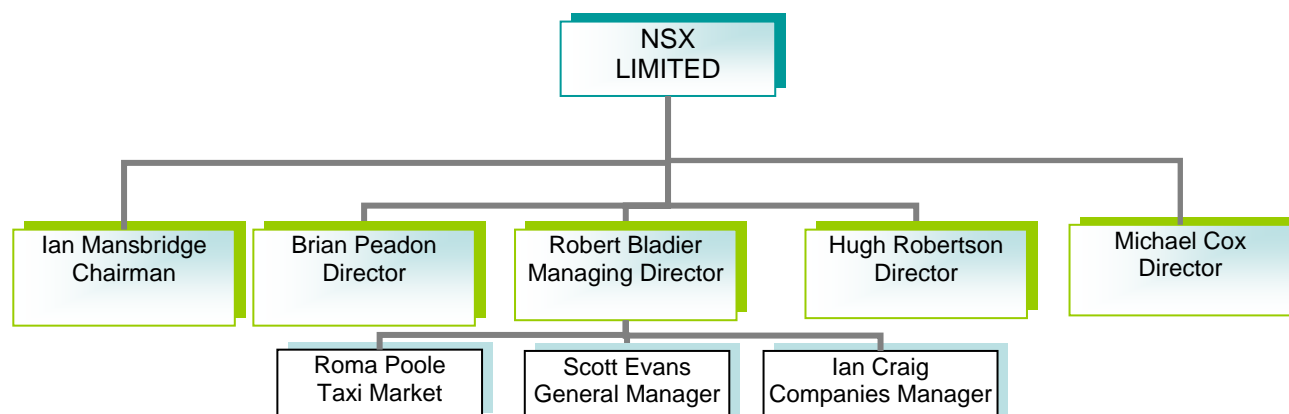 NSX
LIMITED
Ian Mansbridge
Chairman
Brian Peadon
Director
Robert Bladier
Managing Director
Hugh Robertson
Director
Michael Cox
Director
Roma Poole
Taxi Market
Scott Evans
General Manager
Ian Craig
Companies Manager